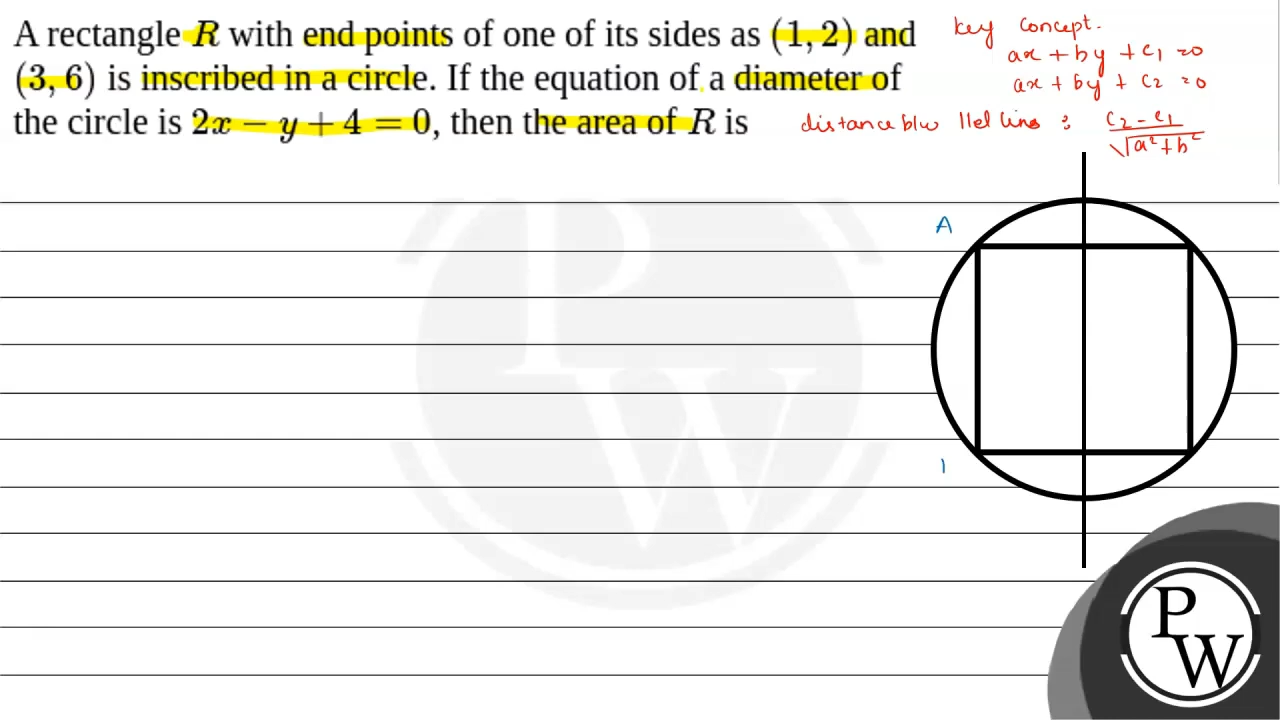 A rectangle R with end points of one of its sides as (1, 2) and
(3, 6) is inscribed in a circle. If the equation of a diameter of
the circle is 2x − y + 4 = 0, then the area of R is
key concept.
ax + by + c₁ = 0
ax + by + c₂ = 0
distance b/w llel lines : c₂ - c₁ / √a² + b²
A
P
W
P
W